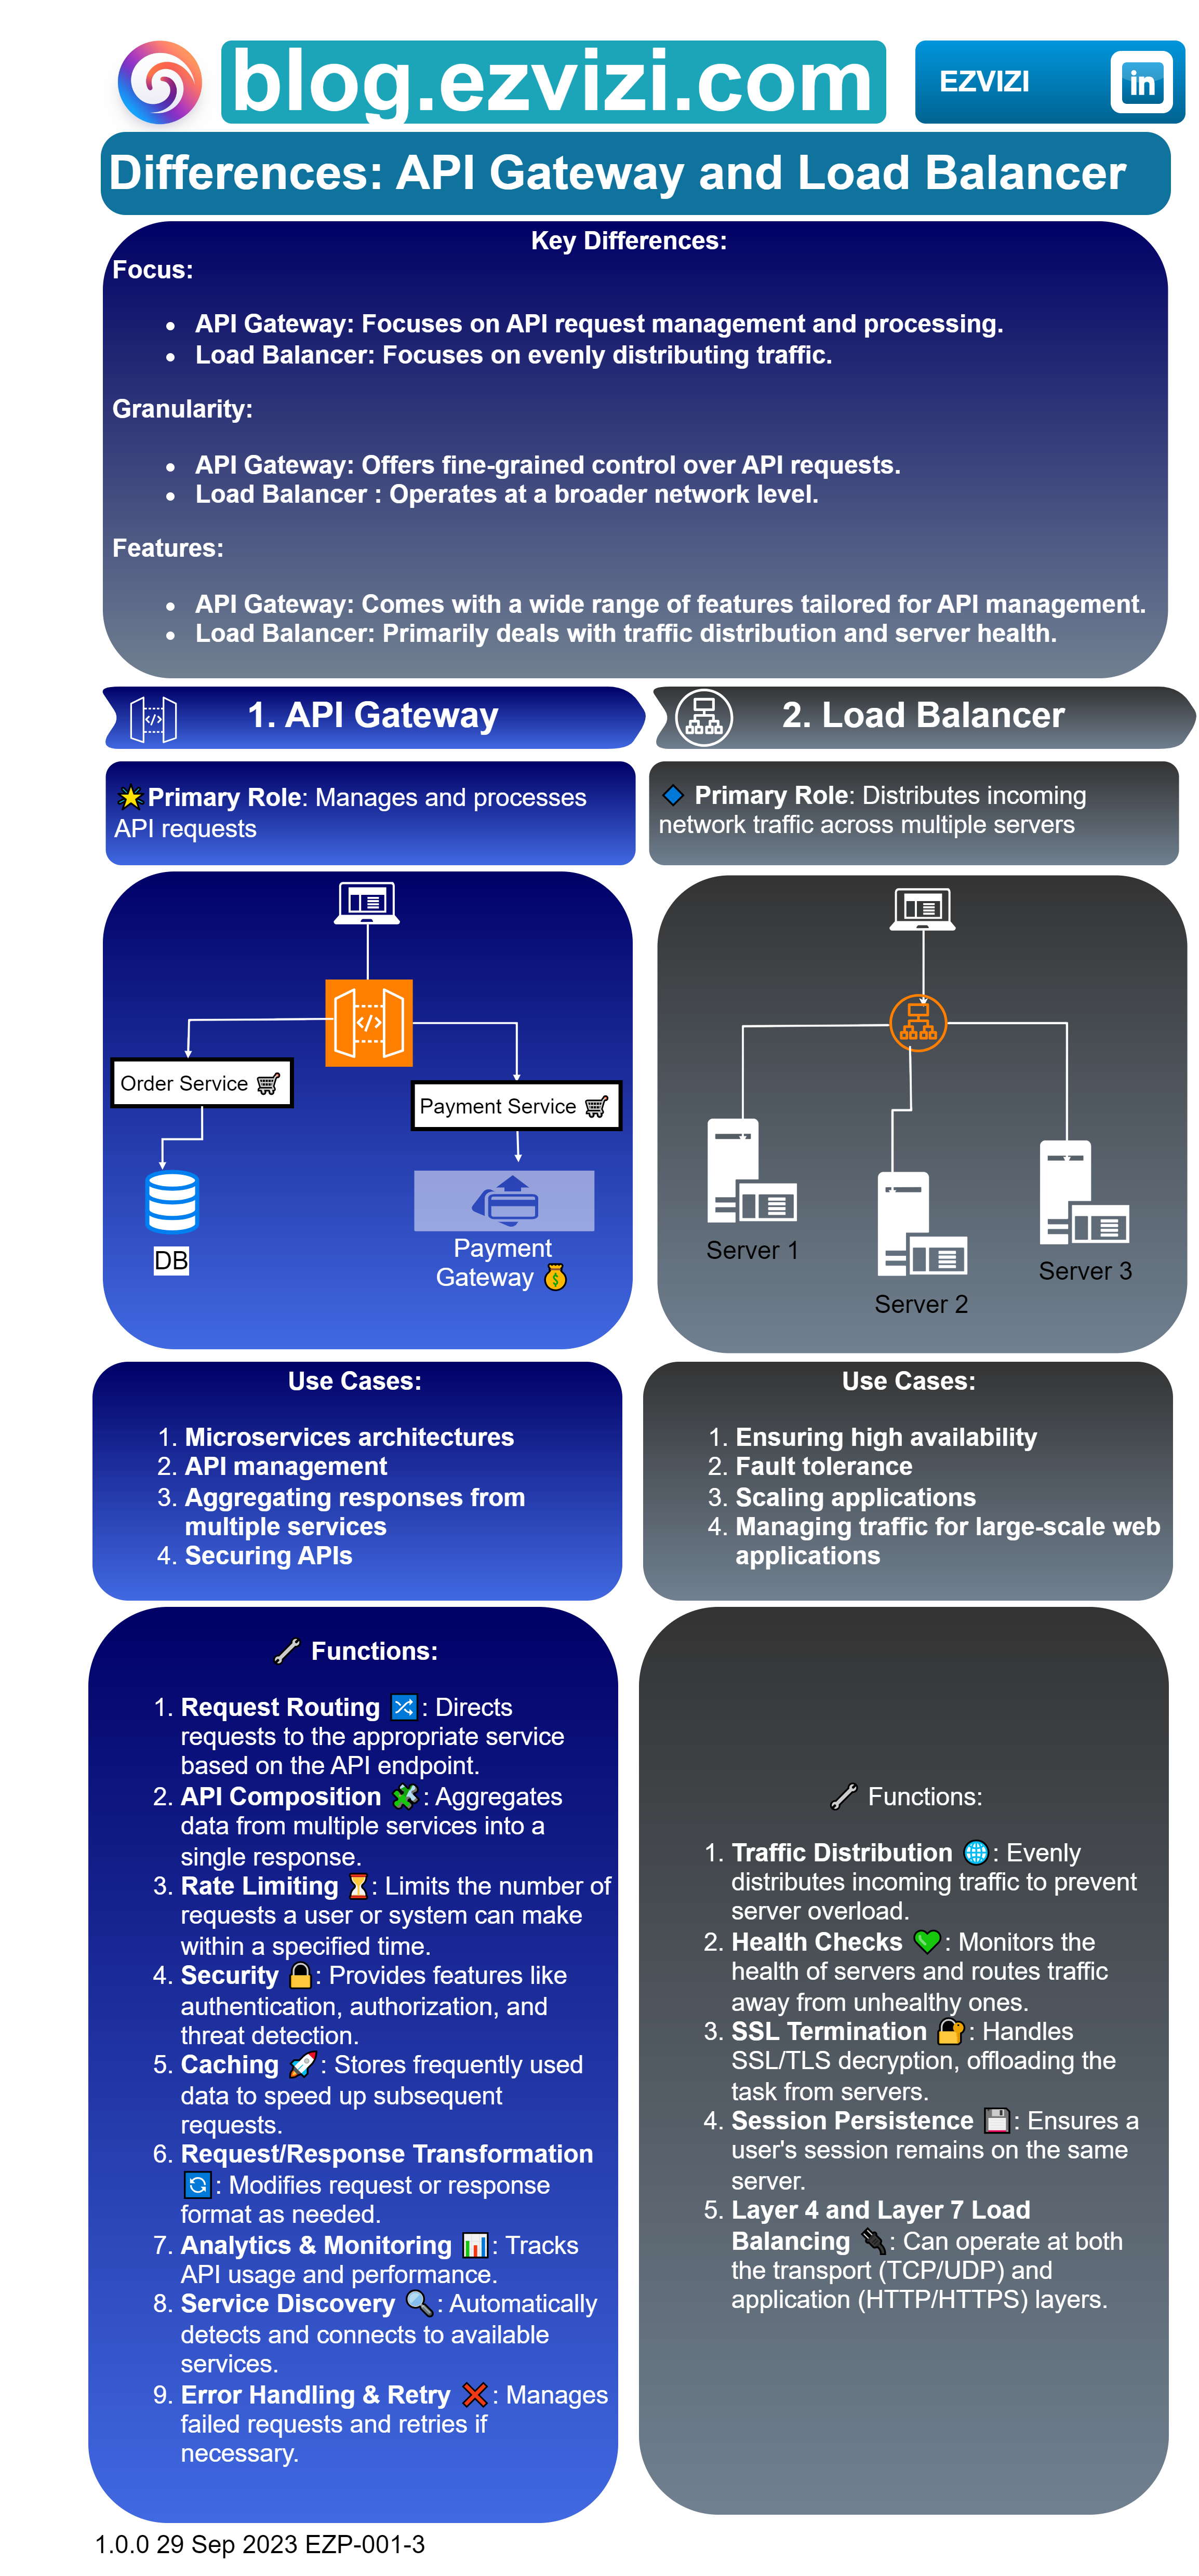 blog.ezvizi.com
EZVIZI
in
Differences: API Gateway and Load Balancer
Key Differences:
Focus:
• API Gateway: Focuses on API request management and processing.
• Load Balancer: Focuses on evenly distributing traffic.
Granularity:
• API Gateway: Offers fine-grained control over API requests.
• Load Balancer : Operates at a broader network level.
Features:
• API Gateway: Comes with a wide range of features tailored for API management.
• Load Balancer: Primarily deals with traffic distribution and server health.
</>
1. API Gateway
🌟Primary Role: Manages and processes
API requests
</>
Order Service 🛒
Payment Service 🛒
DB
Payment
Gateway 💰
Use Cases:
1. Microservices architectures
2. API management
3. Aggregating responses from
multiple services
4. Securing APIs
🔧 Functions:
1. Request Routing 🔀: Directs
requests to the appropriate service
based on the API endpoint.
2. API Composition 🧩: Aggregates
data from multiple services into a
single response.
3. Rate Limiting ⏳: Limits the number of
requests a user or system can make
within a specified time.
4. Security 🔒: Provides features like
authentication, authorization, and
threat detection.
5. Caching 🚀: Stores frequently used
data to speed up subsequent
requests.
6. Request/Response Transformation
🔄: Modifies request or response
format as needed.
7. Analytics & Monitoring 📊: Tracks
API usage and performance.
8. Service Discovery 🔍: Automatically
detects and connects to available
services.
9. Error Handling & Retry ❌: Manages
failed requests and retries if
necessary.
2. Load Balancer
🔷 Primary Role: Distributes incoming
network traffic across multiple servers
Server 1
Server 2
Server 3
Use Cases:
1. Ensuring high availability
2. Fault tolerance
3. Scaling applications
4. Managing traffic for large-scale web
applications
🔧 Functions:
1. Traffic Distribution 🌐: Evenly
distributes incoming traffic to prevent
server overload.
2. Health Checks 💚: Monitors the
health of servers and routes traffic
away from unhealthy ones.
3. SSL Termination 🔐: Handles
SSL/TLS decryption, offloading the
task from servers.
4. Session Persistence 💾: Ensures a
user's session remains on the same
server.
5. Layer 4 and Layer 7 Load
Balancing 🔌: Can operate at both
the transport (TCP/UDP) and
application (HTTP/HTTPS) layers.
1.0.0 29 Sep 2023 EZP-001-3